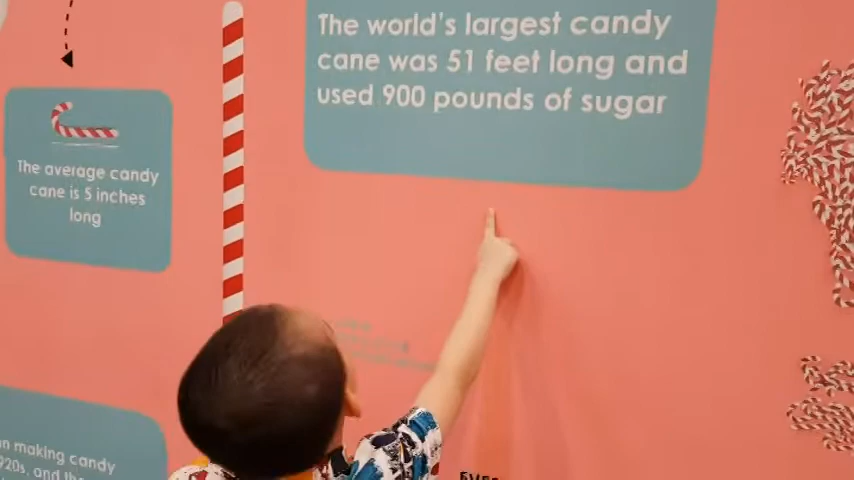 The world's largest candy
cane was 51 feet long and
used 900 pounds of sugar
The average candy
cane is 5 inches
long
making candy
920s, and the